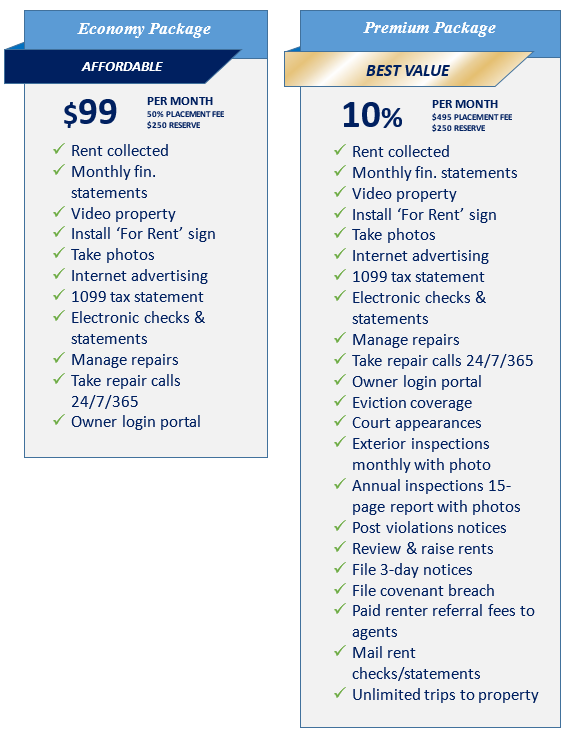 Economy Package
AFFORDABLE
$99
PER MONTH
50% PLACEMENT FEE
$250 RESERVE
✓ Rent collected
✓ Monthly fin.
statements
✓ Video property
✓ Install ‘For Rent’ sign
✓ Take photos
✓ Internet advertising
✓ 1099 tax statement
✓ Electronic checks &
statements
✓ Manage repairs
✓ Take repair calls
24/7/365
✓ Owner login portal
Premium Package
BEST VALUE
10%
PER MONTH
$495 PLACEMENT FEE
$250 RESERVE
✓ Rent collected
✓ Monthly fin. statements
✓ Video property
✓ Install ‘For Rent’ sign
✓ Take photos
✓ Internet advertising
✓ 1099 tax statement
✓ Electronic checks &
statements
✓ Manage repairs
✓ Take repair calls 24/7/365
✓ Owner login portal
✓ Eviction coverage
✓ Court appearances
✓ Exterior inspections
monthly with photo
✓ Annual inspections 15-
page report with photos
✓ Post violations notices
✓ Review & raise rents
✓ File 3-day notices
✓ File covenant breach
✓ Paid renter referral fees to
agents
✓ Mail rent
checks/statements
✓ Unlimited trips to property